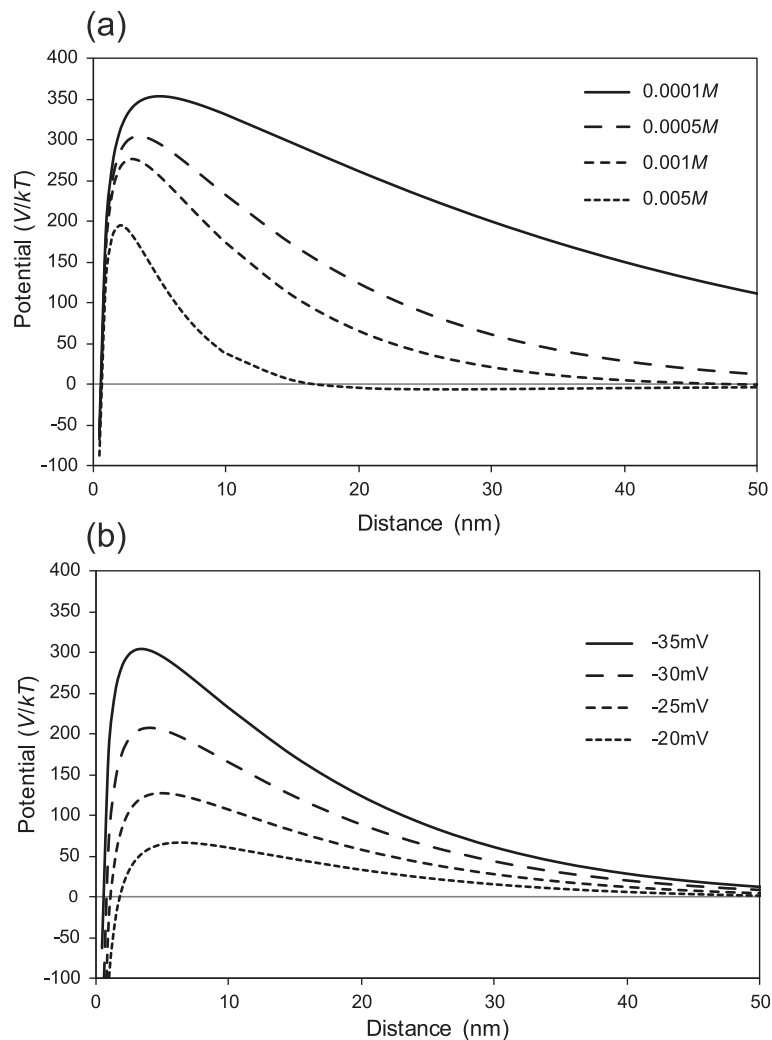 (a)
400
350
300
250
200
150
100
50
0
-50
-100
Potential (V/kT)
0.0001M
0.0005M
0.001M
0.005M
0 10 20 30 40 50
Distance (nm)
(b)
400
350
300
250
200
150
100
50
0
-50
-100
Potential (V/kT)
-35mV
-30mV
-25mV
-20mV
0 10 20 30 40 50
Distance (nm)